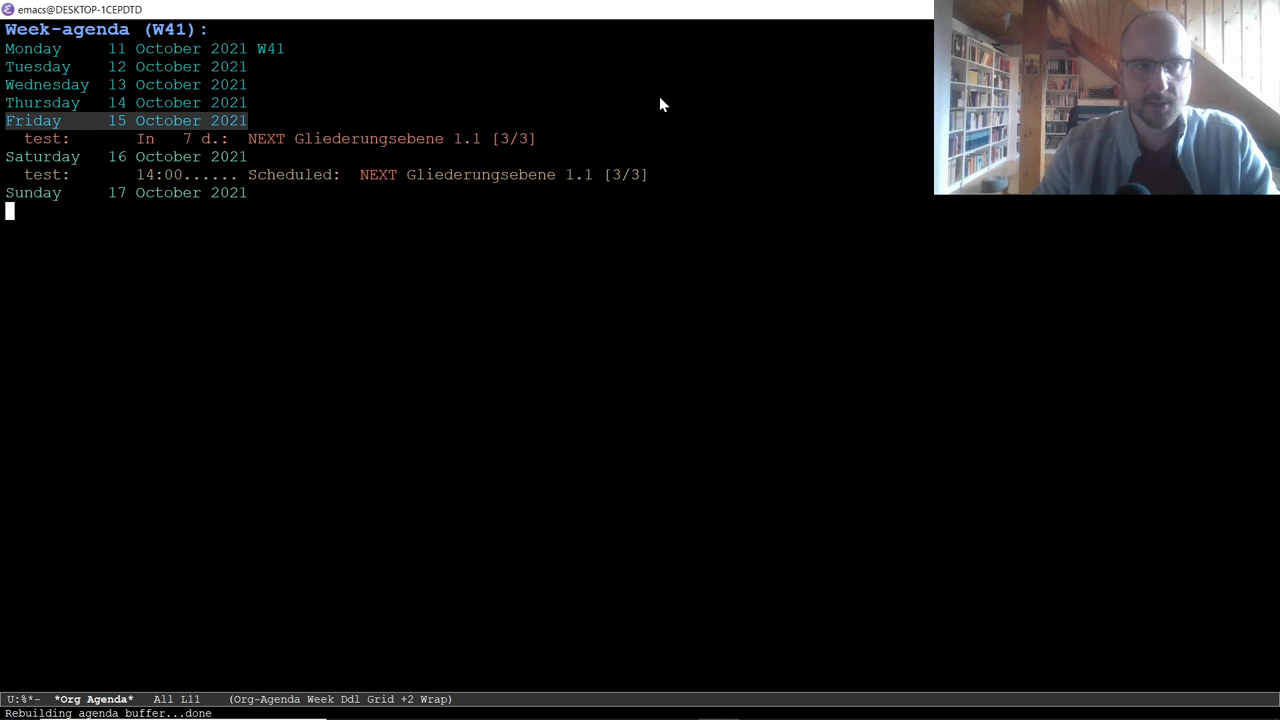 emacs@DESKTOP-1CEPDTD
Week-agenda (W41):
Monday 11 October 2021 W41
Tuesday 12 October 2021
Wednesday 13 October 2021
Thursday 14 October 2021
Friday 15 October 2021
test: In 7 d.: NEXT Gliederungsebene 1.1 [3/3]
Saturday 16 October 2021
test: 14:00...... Scheduled: NEXT Gliederungsebene 1.1 [3/3]
Sunday 17 October 2021
U:%*- *Org Agenda* All L11 (Org-Agenda Week Ddl Grid +2 Wrap)
Rebuilding agenda buffer...done